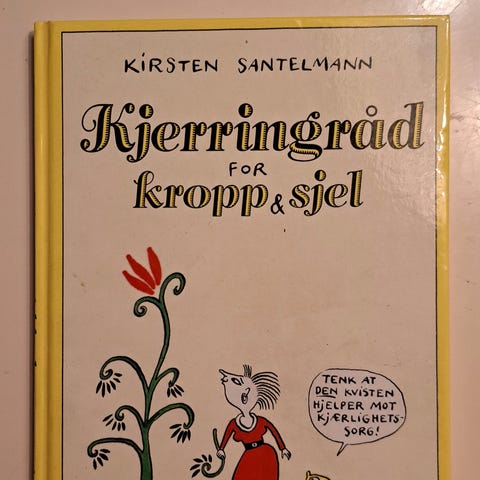 KIRSTEN SANTELMANN
Kjerringråd
FOR
kropp & sjel
TENK AT
DEN KVISTEN
HJELPER MOT
KJÆRLIGHETS-
SORG!